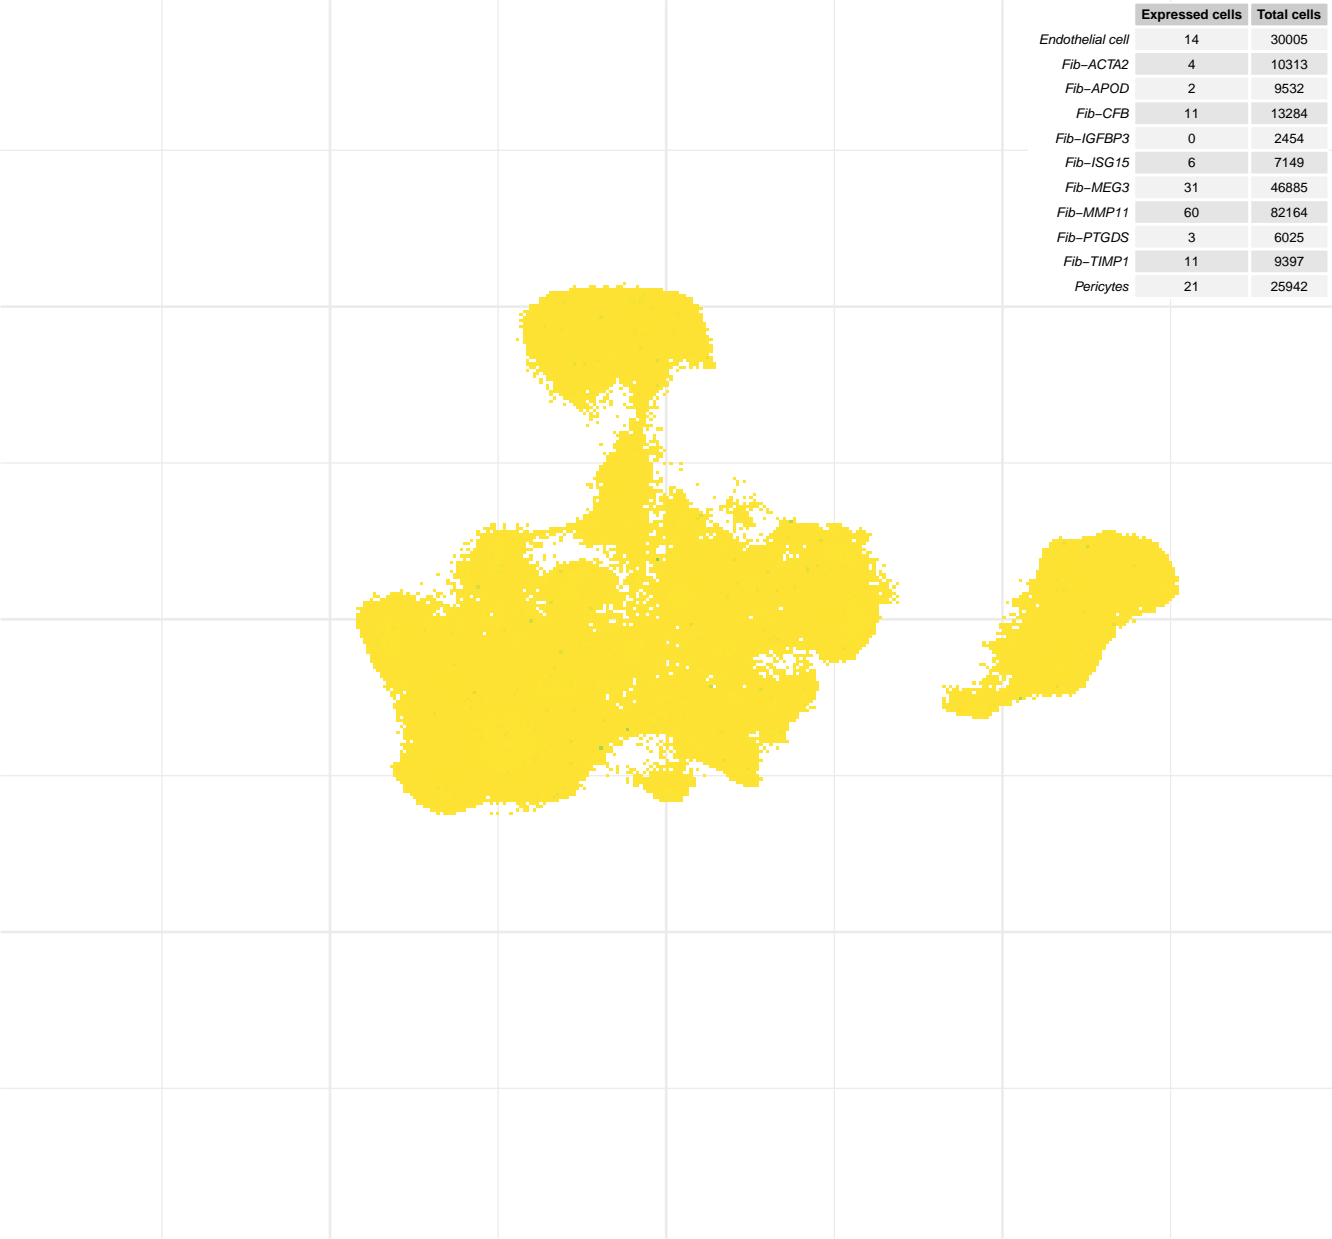 Expressed cells Total cells
Endothelial cell 14 30005
Fib−ACTA2 4 10313
Fib−APOD 2 9532
Fib−CFB 11 13284
Fib−IGFBP3 0 2454
Fib−ISG15 6 7149
Fib−MEG3 31 46885
Fib−MMP11 60 82164
Fib−PTGDS 3 6025
Fib−TIMP1 11 9397
Pericytes 21 25942